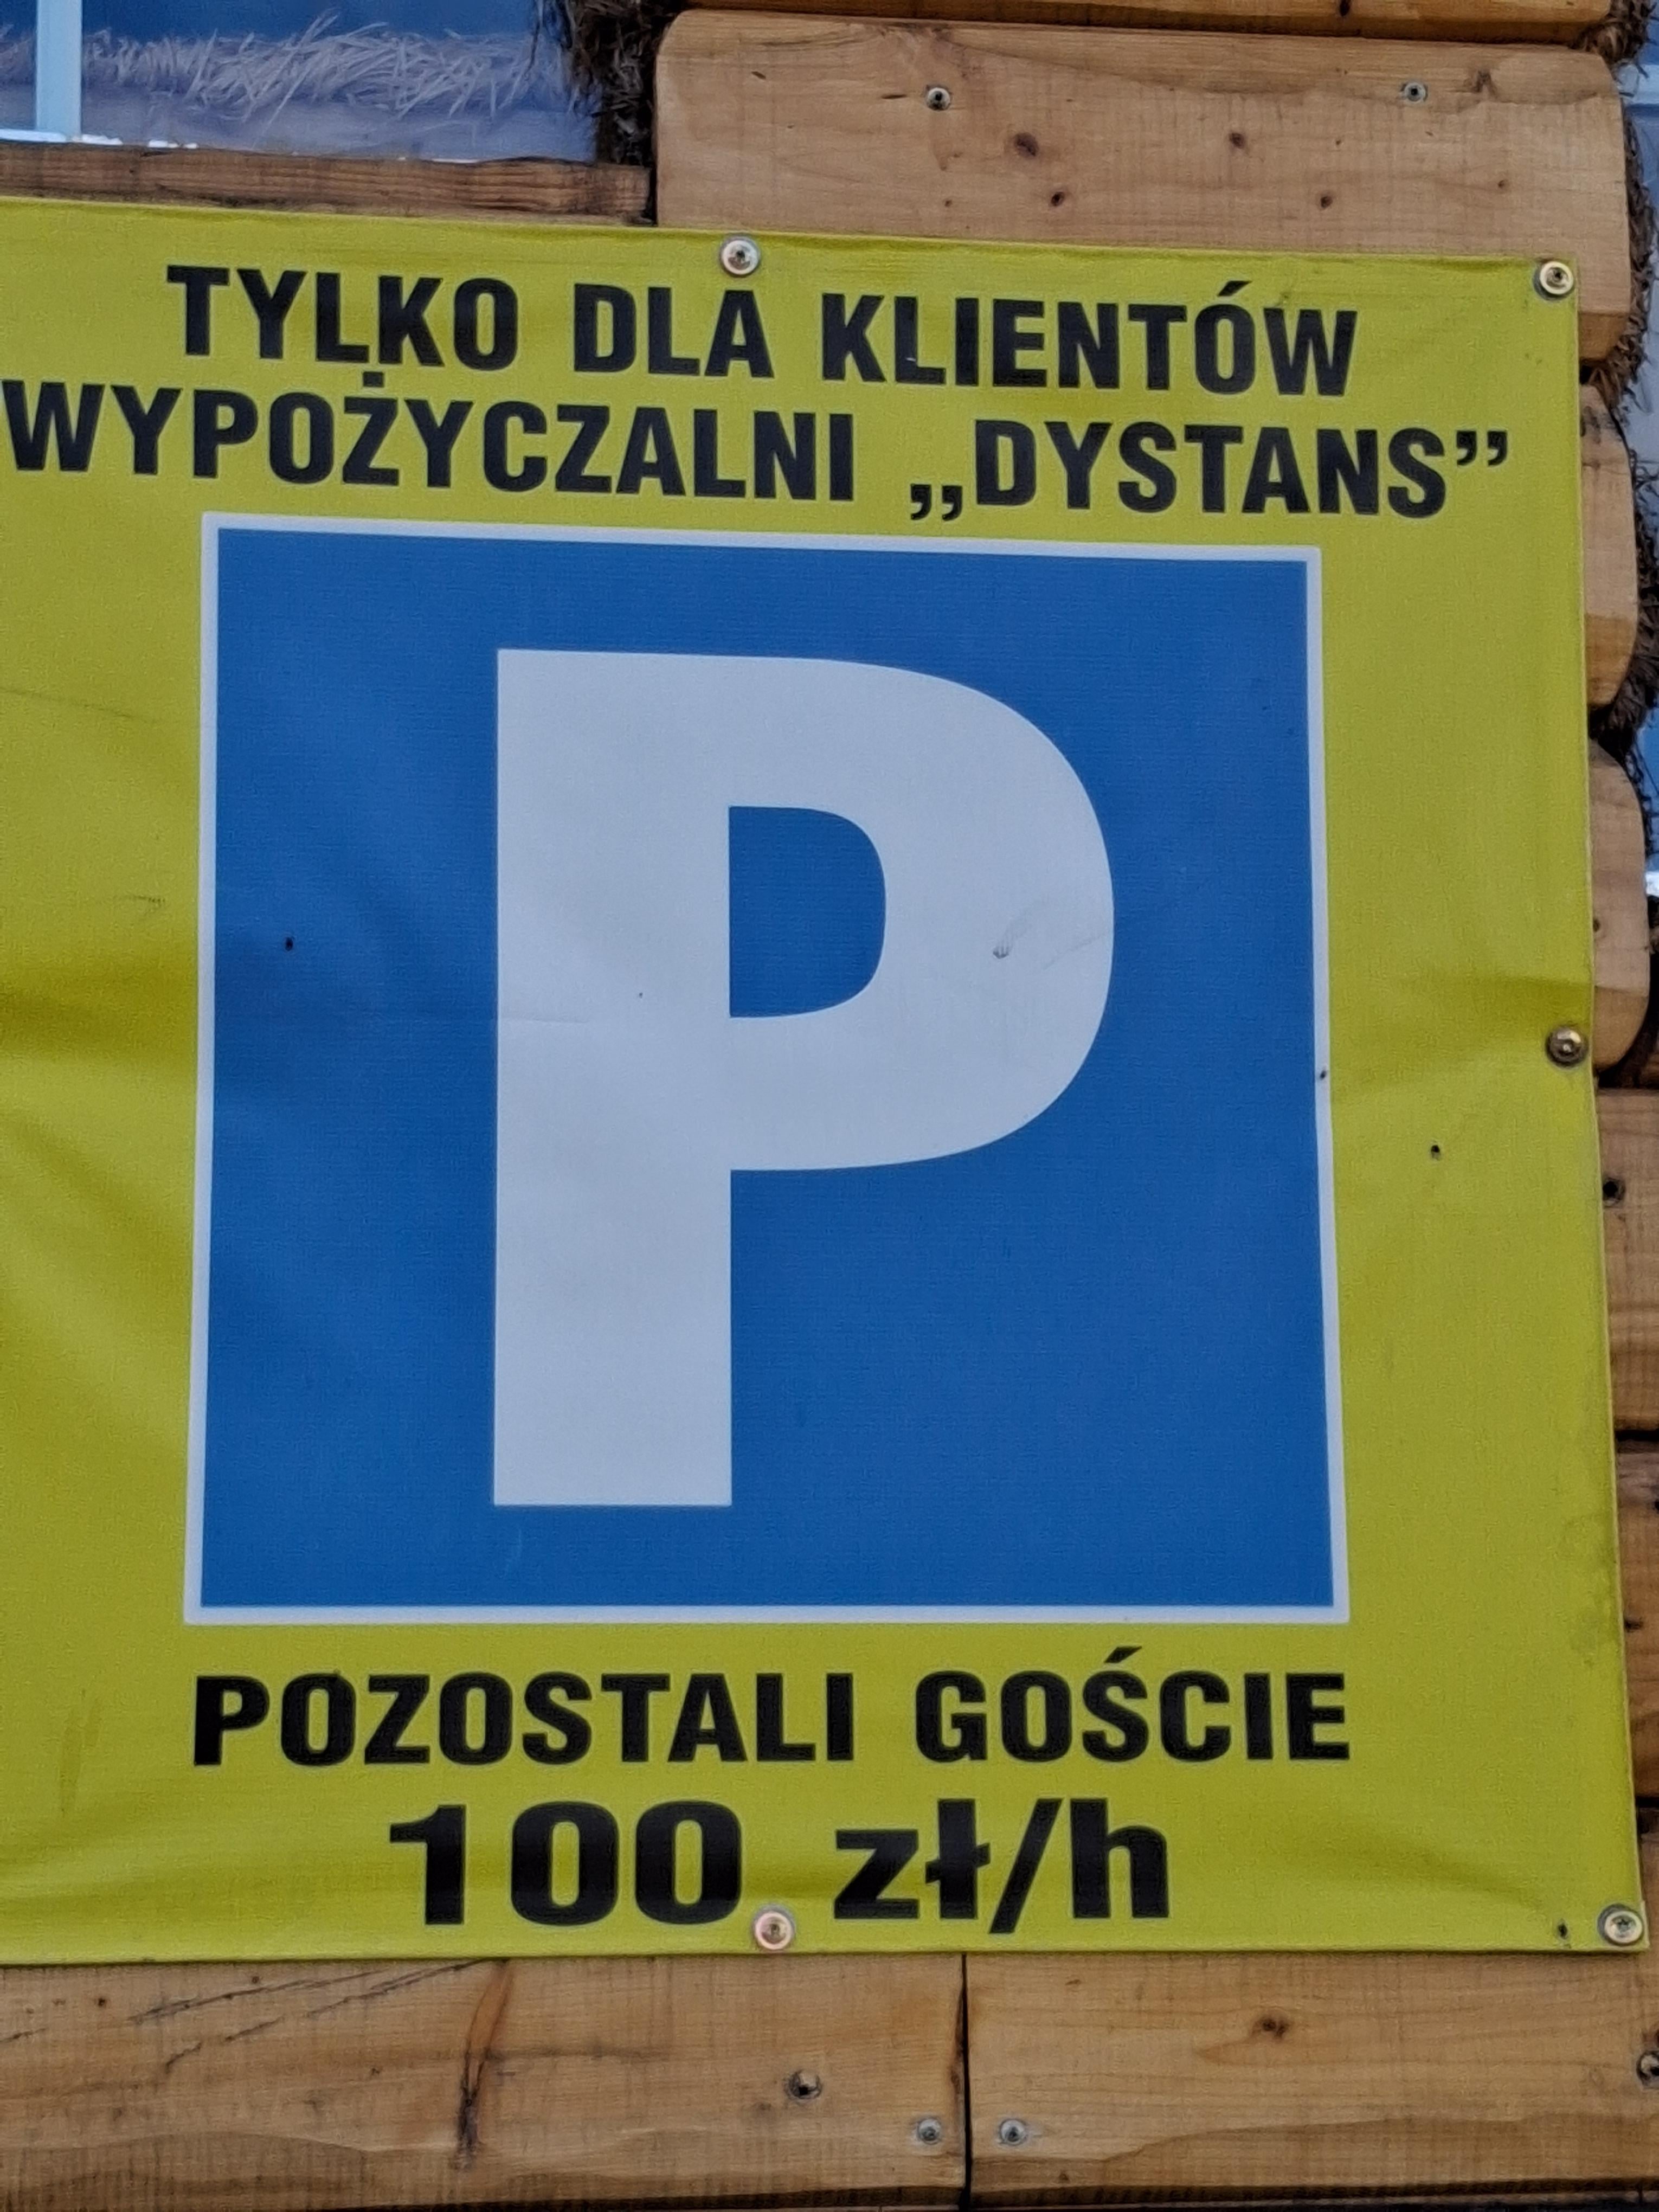 TYLKO DLA KLIENTÓW
WYPOŻYCZALNI „DYSTANS”
P
POZOSTALI GOŚCIE
100 zł/h